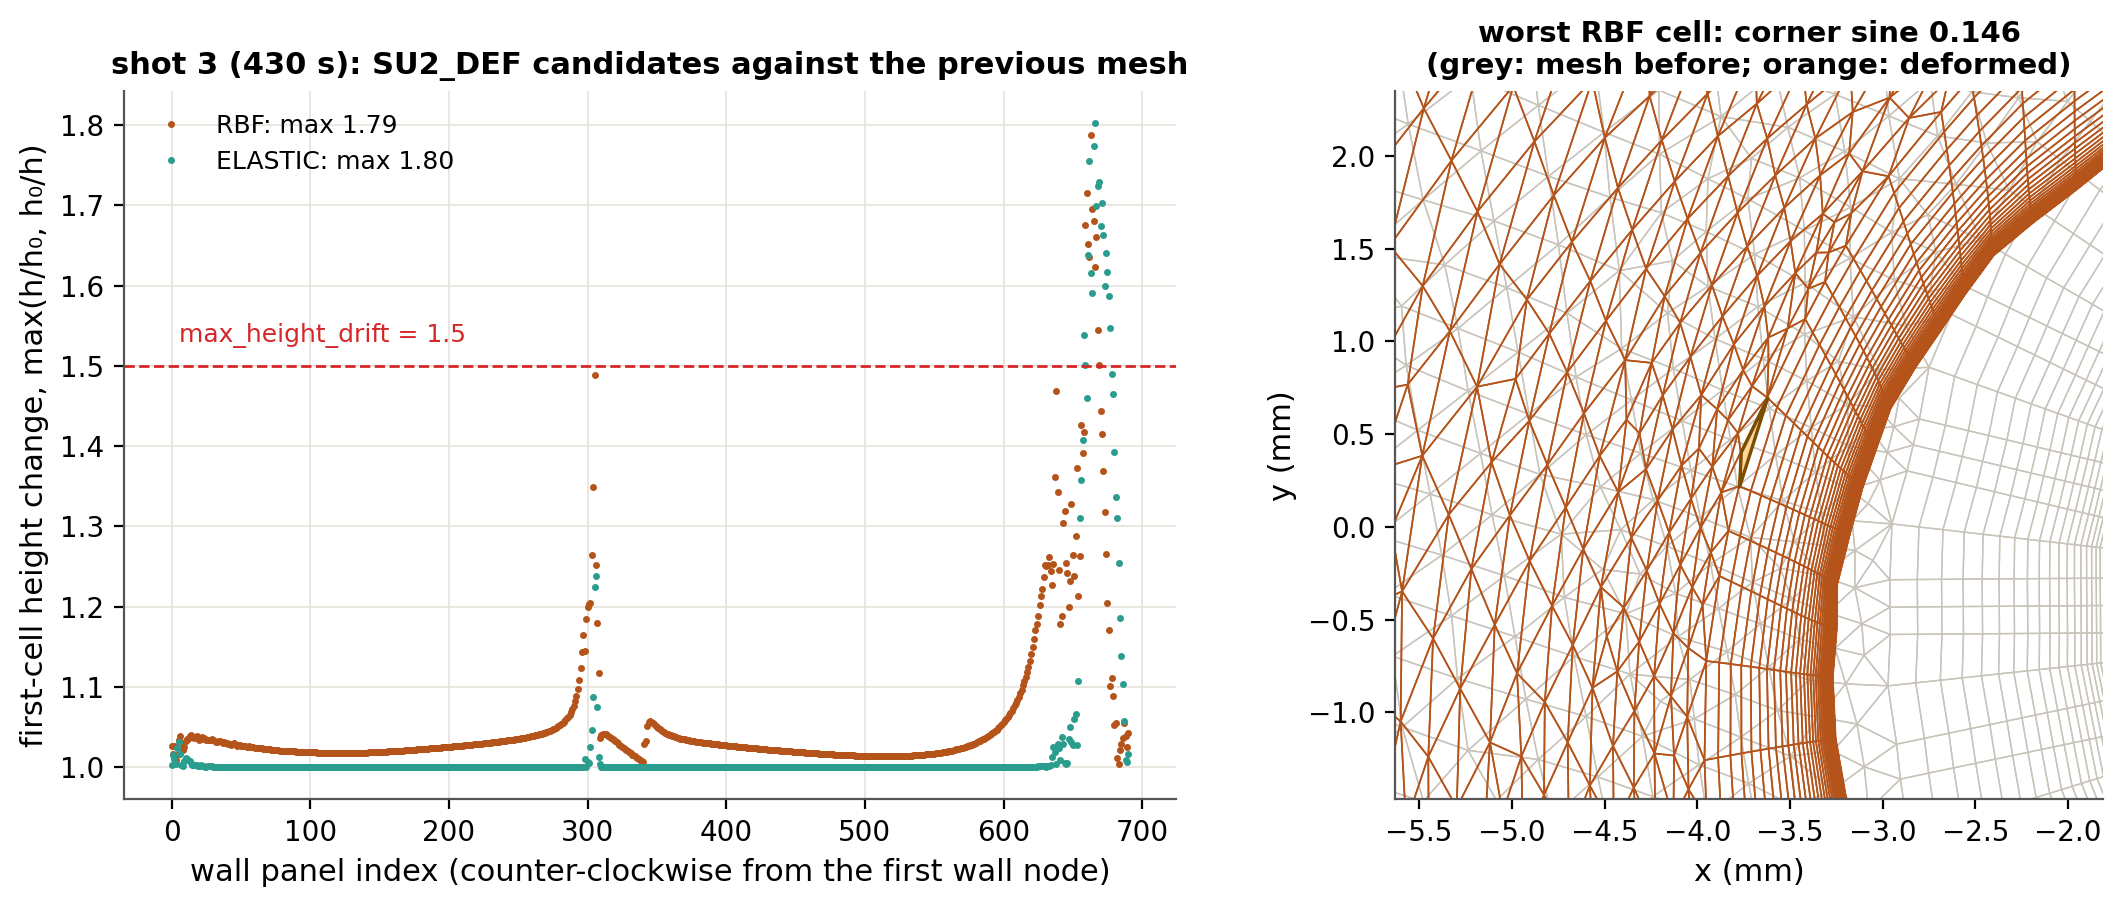 shot 3 (430 s): SU2_DEF candidates against the previous mesh
RBF: max 1.79
ELASTIC: max 1.80
max_height_drift = 1.5
first-cell height change, max(h/h₀, h₀/h)
1.8
1.7
1.6
1.5
1.4
1.3
1.2
1.1
1.0
0 100 200 300 400 500 600 700
wall panel index (counter-clockwise from the first wall node)
worst RBF cell: corner sine 0.146
(grey: mesh before; orange: deformed)
y (mm)
2.0
1.5
1.0
0.5
0.0
−0.5
−1.0
−5.5 −5.0 −4.5 −4.0 −3.5 −3.0 −2.5 −2.0
x (mm)